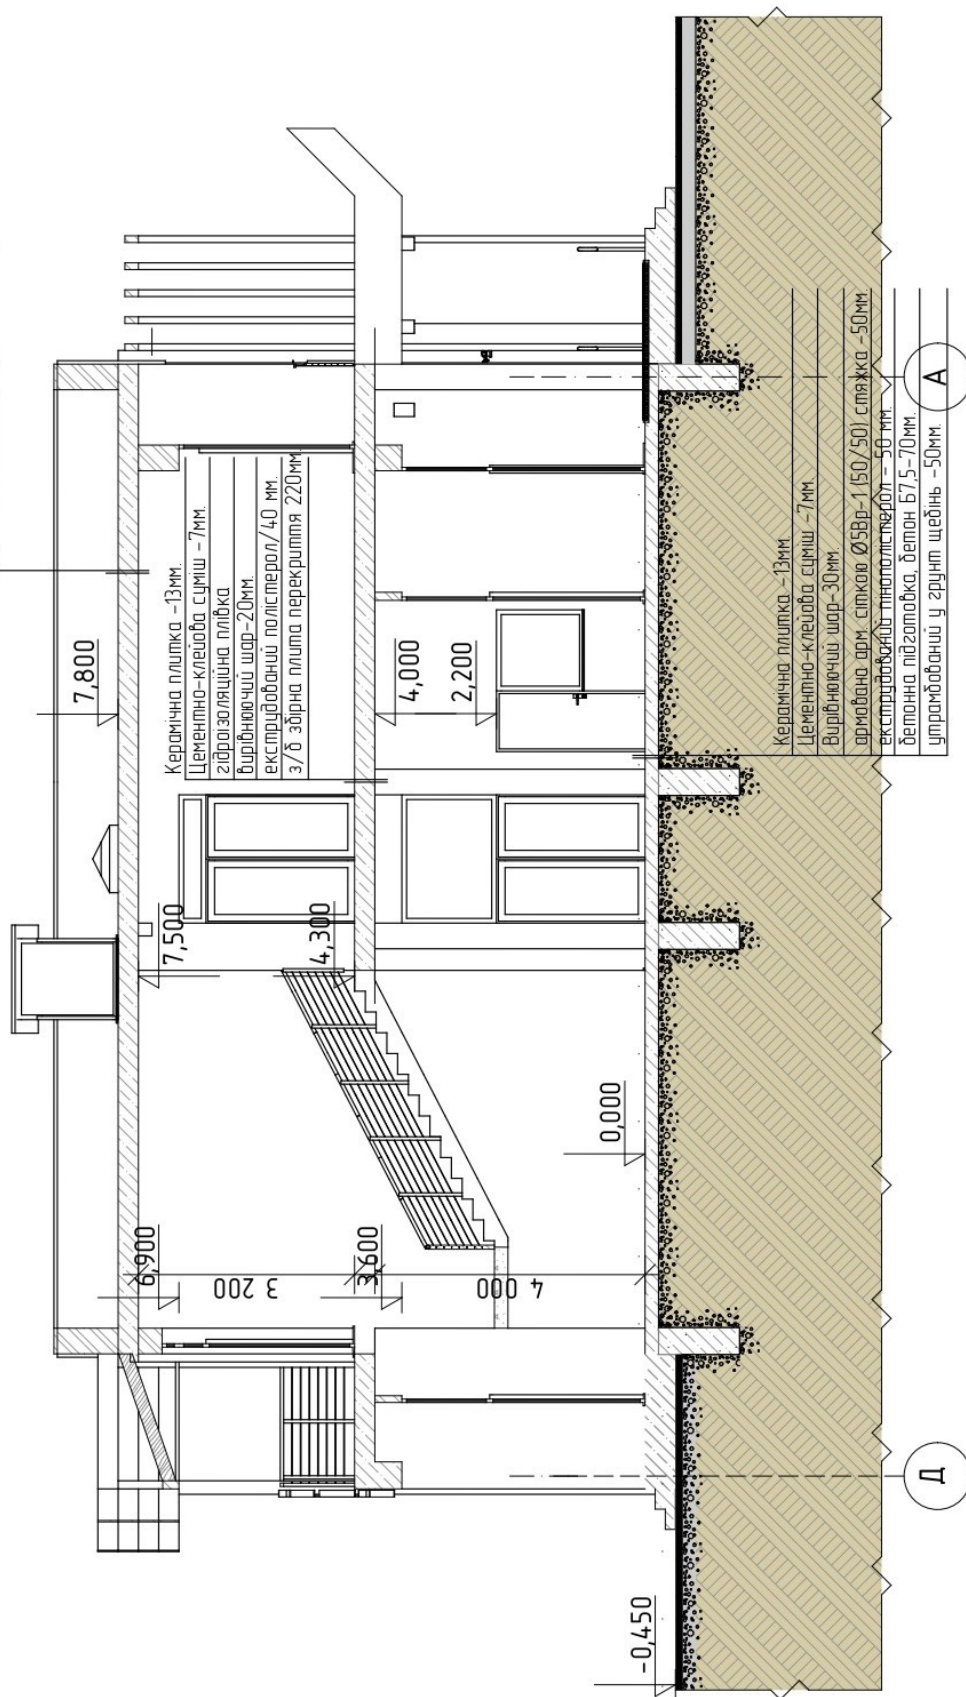 7,800
Керамічна плитка -13мм.
Цементно-клейова суміш -7мм.
гідроізоляційна плівка
вирівнюючий шар-20мм.
екструдований полістерол/40 мм.
з/б збірна плита перекриття 220мм.
7,500
4,300
4,000
2,200
6,900
3 200
3,600
4 000
0,000
-0,450
Керамічна плитка -13мм.
Цементно-клейова суміш -7мм.
Вирівнюючий шар-30мм.
армована арм. сіткою Ø5Вр-1 (50/50) стяжка -50мм.
екструдований пінополістерол - 50 мм.
бетонна підготовка, бетон Б7,5-70мм.
утрамбований у грунт щебінь -50мм.
Д
А